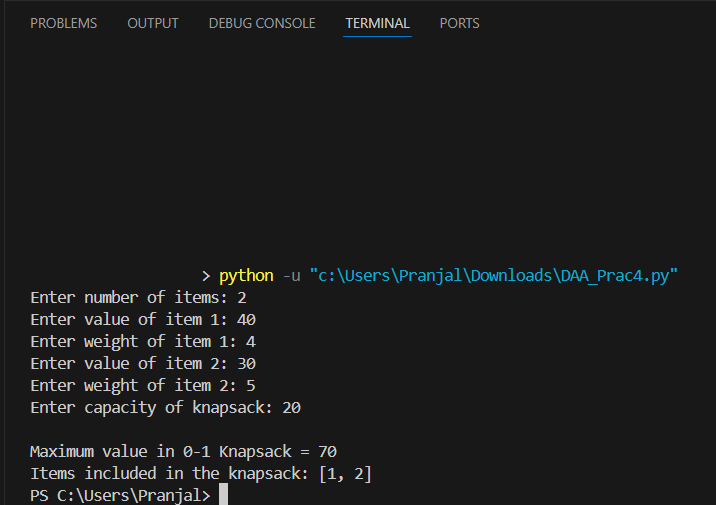 PROBLEMS OUTPUT DEBUG CONSOLE TERMINAL PORTS
> python -u "c:\Users\Pranjal\Downloads\DAA_Prac4.py"
Enter number of items: 2
Enter value of item 1: 40
Enter weight of item 1: 4
Enter value of item 2: 30
Enter weight of item 2: 5
Enter capacity of knapsack: 20
Maximum value in 0-1 Knapsack = 70
Items included in the knapsack: [1, 2]
PS C:\Users\Pranjal>